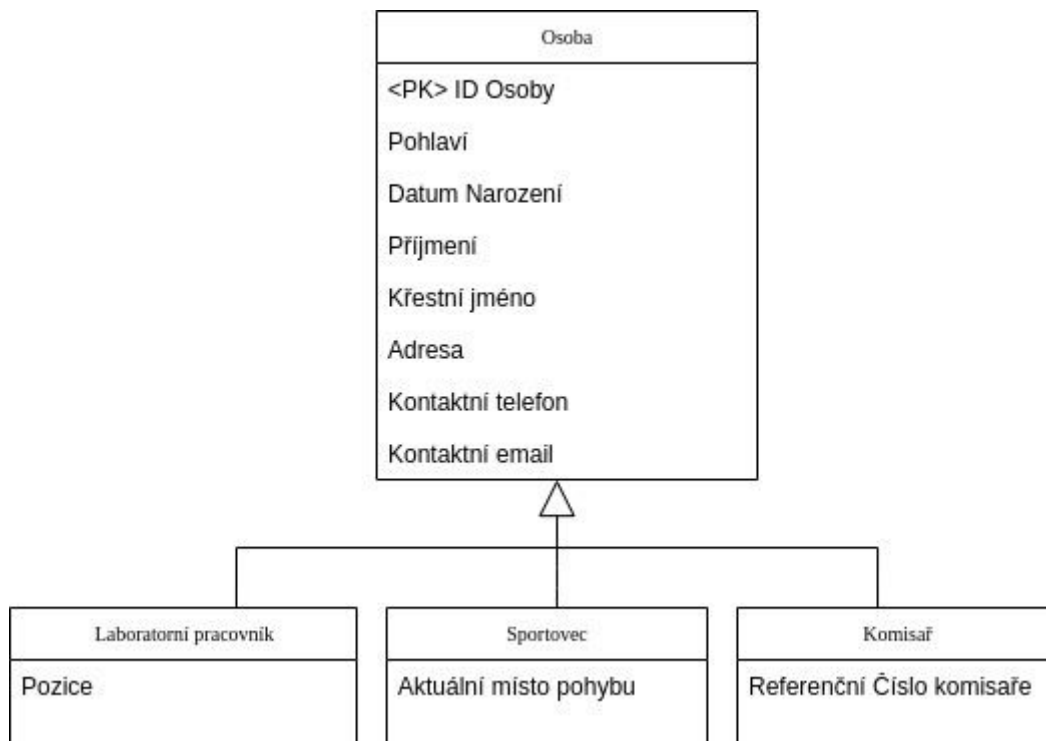 Osoba
<PK> ID Osoby
Pohlaví
Datum Narození
Příjmení
Křestní jméno
Adresa
Kontaktní telefon
Kontaktní email
Laboratorní pracovník
Pozice
Sportovec
Aktuální místo pohybu
Komisař
Referenční Číslo komisaře